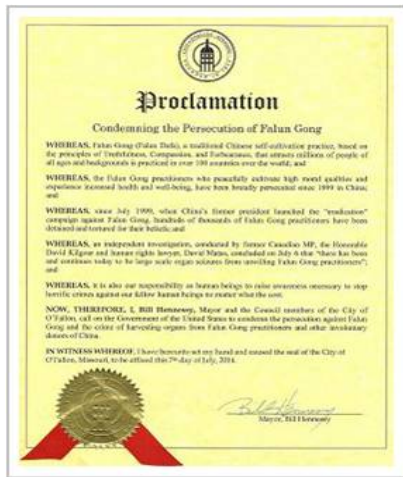 Proclamation
Condemning the Persecution of Falun Gong
WHEREAS, Falun Gong (Falun Dafa), a traditional Chinese self-cultivation practice, based on
the principles of Truthfulness, Compassion, and Forbearance, that attracts millions of people of
all ages and backgrounds is practiced in over 100 countries over the world; and
WHEREAS, the Falun Gong practitioners who peacefully cultivate high moral qualities and
experience increased health and well-being, have been brutally persecuted since 1999 in China;
and
WHEREAS, since July 1999, when China's former president launched the "eradication"
campaign against Falun Gong, hundreds of thousands of Falun Gong practitioners have been
detained and tortured for their beliefs; and
WHEREAS, an independent investigation, conducted by former Canadian MP, the Honorable
David Kilgour and human rights lawyer, David Matas, concluded on July 6 that "there has been
and continues today to be large scale organ seizures from unwilling Falun Gong practitioners";
and
WHEREAS, it is also our responsibility as human beings to raise awareness necessary to stop
horrific crimes against our fellow human beings no matter what the cost.
NOW, THEREFORE, I, Bill Hennessy, Mayor and the Council members of the City of
O'Fallon, call on the Government of the United States to condemn the persecution against Falun
Gong and the crime of harvesting organs from Falun Gong practitioners and other involuntary
donors of China.
IN WITNESS WHEREOF, I have hereunto set my hand and caused the seal of the City of
O'Fallon, Missouri, to be affixed this 7th day of July, 2014.
Mayor, Bill Hennessy